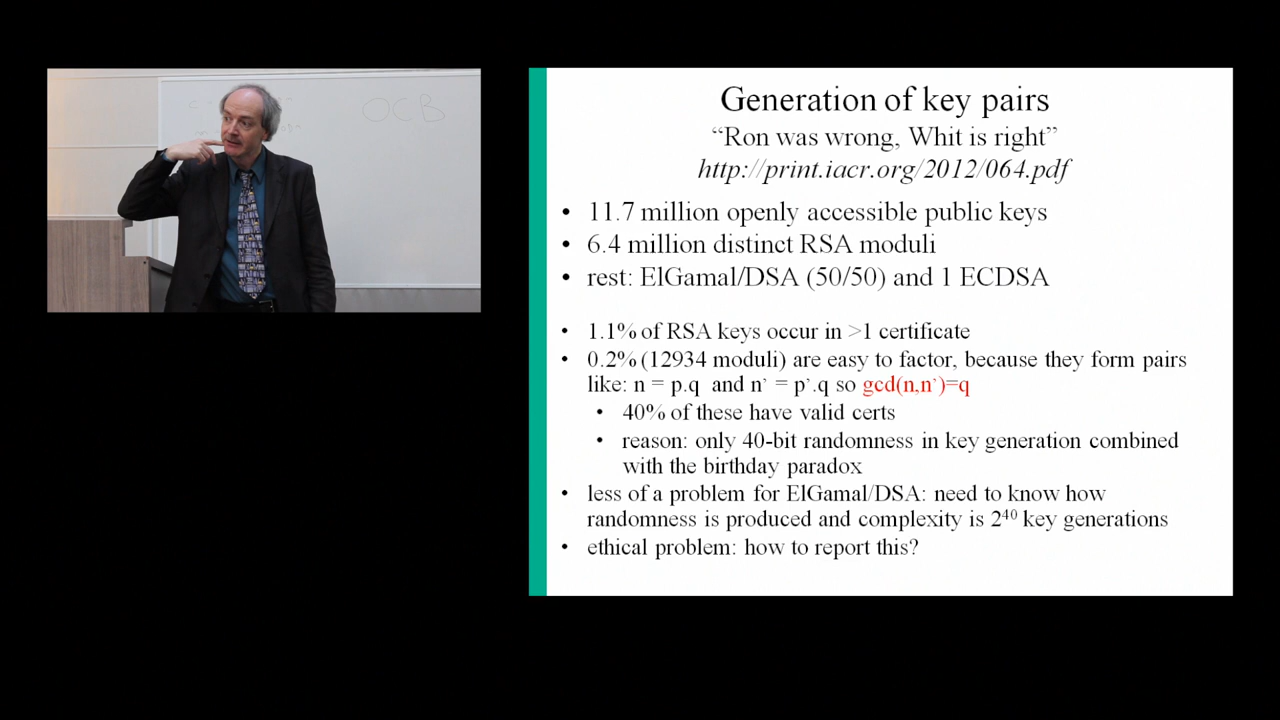 OCB
Generation of key pairs
“Ron was wrong, Whit is right”
http://print.iacr.org/2012/064.pdf
• 11.7 million openly accessible public keys
• 6.4 million distinct RSA moduli
• rest: ElGamal/DSA (50/50) and 1 ECDSA
• 1.1% of RSA keys occur in >1 certificate
• 0.2% (12934 moduli) are easy to factor, because they form pairs
like: n = p.q and n’ = p’.q so gcd(n,n’)=q
• 40% of these have valid certs
• reason: only 40-bit randomness in key generation combined
with the birthday paradox
• less of a problem for ElGamal/DSA: need to know how
randomness is produced and complexity is 2⁴⁰ key generations
• ethical problem: how to report this?